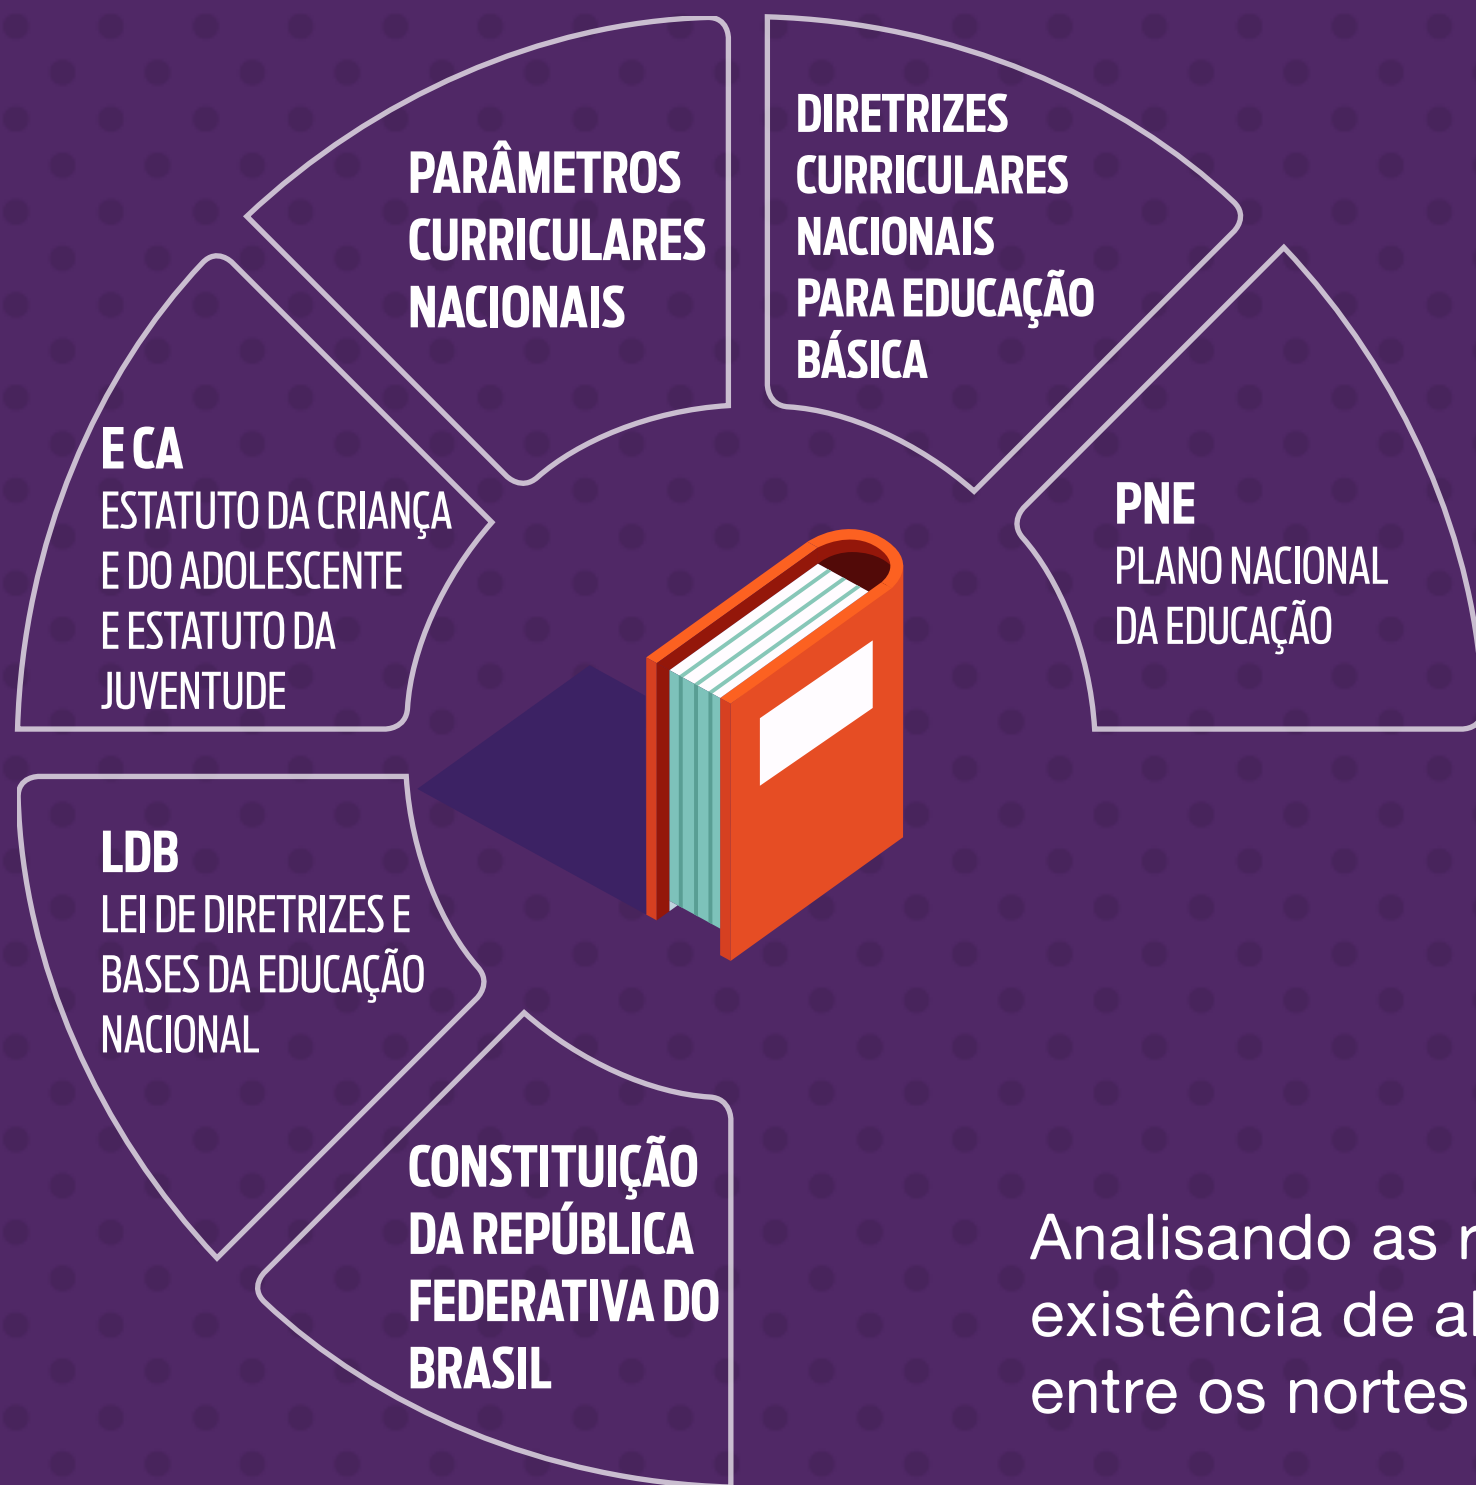 PARÂMETROS
CURRICULARES
NACIONAIS
DIRETRIZES
CURRICULARES
NACIONAIS
PARA EDUCAÇÃO
BÁSICA
E CA
ESTATUTO DA CRIANÇA
E DO ADOLESCENTE
E ESTATUTO DA
JUVENTUDE
PNE
PLANO NACIONAL
DA EDUCAÇÃO
LDB
LEI DE DIRETRIZES E
BASES DA EDUCAÇÃO
NACIONAL
CONSTITUIÇÃO
DA REPÚBLICA
FEDERATIVA DO
BRASIL
Analisando as
existência de
entre os nortes